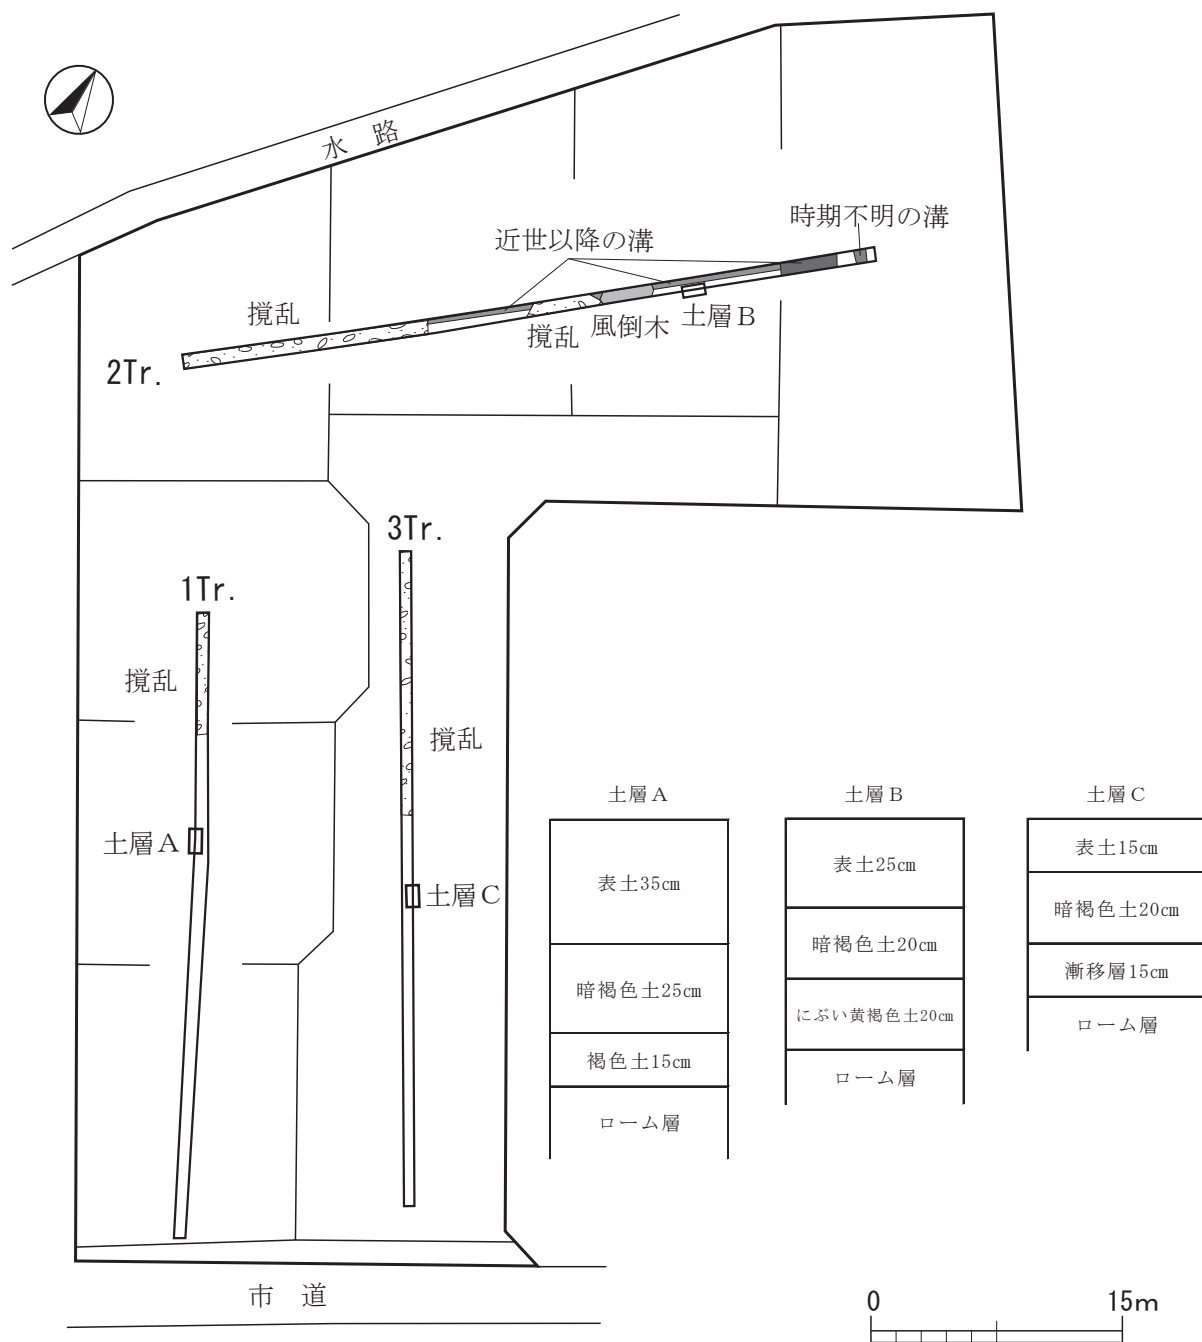 水　路
時期不明の溝
近世以降の溝
撹乱
撹乱
風倒木
土層Ｂ
2Tr.
3Tr.
1Tr.
撹乱
撹乱
土層Ａ
土層Ｃ
土層Ａ
表土35㎝
暗褐色土25㎝
褐色土15㎝
ローム層
土層Ｂ
表土25㎝
暗褐色土20㎝
にぶい黄褐色土20㎝
ローム層
土層Ｃ
表土15㎝
暗褐色土20㎝
漸移層15㎝
ローム層
市　道
0　15m